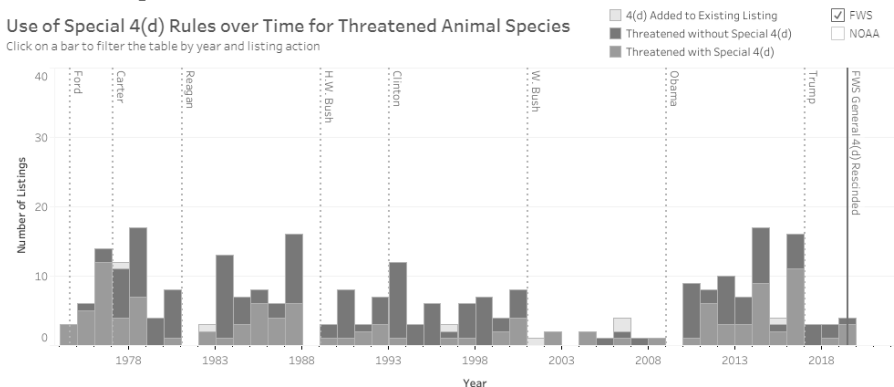 Use of Special 4(d) Rules over Time for Threatened Animal Species
Click on a bar to filter the table by year and listing action
4(d) Added to Existing Listing
Threatened without Special 4(d)
Threatened with Special 4(d)
FWS
NOAA
40
30
20
10
0
Number of Listings
Ford
Carter
Reagan
H.W. Bush
Clinton
W. Bush
Obama
Trump
FWS General 4(d) Rescinded
1978
1983
1988
1993
1998
2003
2008
2013
2018
Year